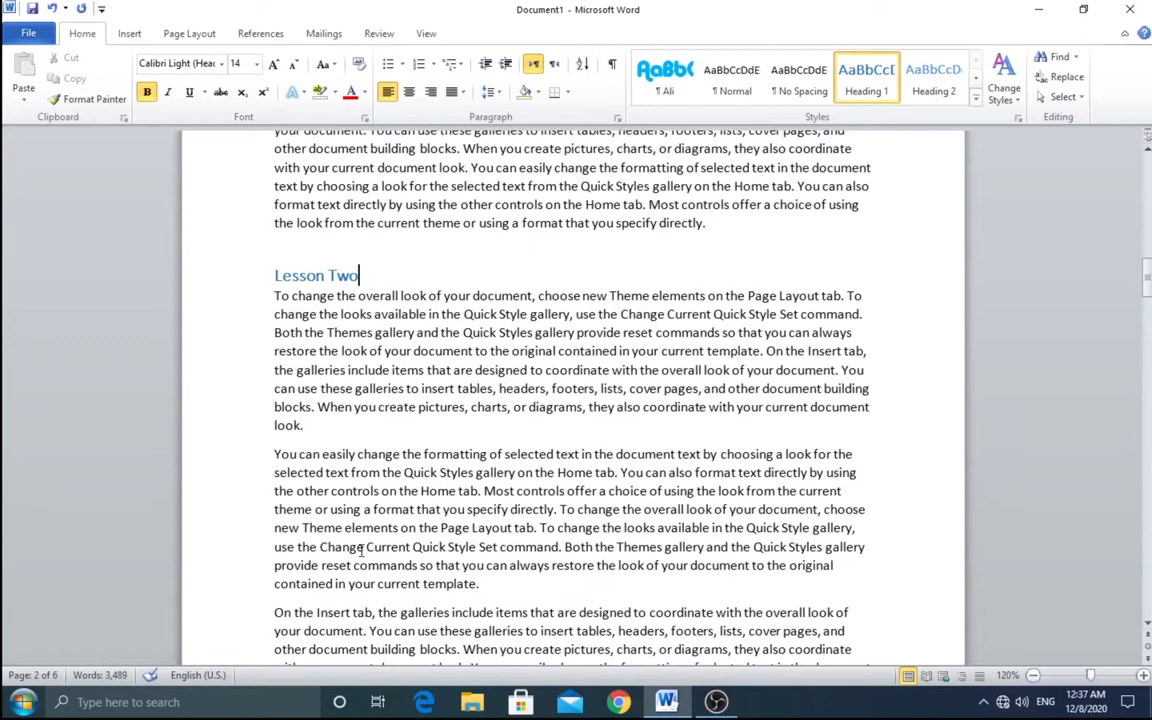 Document1 - Microsoft Word
File Home Insert Page Layout References Mailings Review View
Paste
Cut
Copy
Format Painter
Clipboard
Calibri Light (Head 14
Font
Paragraph
AaBbCc AaBbCcDdE AaBbCcDdE AaBbC AaBbCcD
¶ Ali ¶ Normal ¶ No Spacing Heading 1 Heading 2
Change
Styles
Styles
Find
Replace
Select
Editing
your document. You can use these galleries to insert tables, headers, footers, lists, cover pages, and
other document building blocks. When you create pictures, charts, or diagrams, they also coordinate
with your current document look. You can easily change the formatting of selected text in the document
text by choosing a look for the selected text from the Quick Styles gallery on the Home tab. You can also
format text directly by using the other controls on the Home tab. Most controls offer a choice of using
the look from the current theme or using a format that you specify directly.
Lesson Two
To change the overall look of your document, choose new Theme elements on the Page Layout tab. To
change the looks available in the Quick Style gallery, use the Change Current Quick Style Set command.
Both the Themes gallery and the Quick Styles gallery provide reset commands so that you can always
restore the look of your document to the original contained in your current template. On the Insert tab,
the galleries include items that are designed to coordinate with the overall look of your document. You
can use these galleries to insert tables, headers, footers, lists, cover pages, and other document building
blocks. When you create pictures, charts, or diagrams, they also coordinate with your current document
look.
You can easily change the formatting of selected text in the document text by choosing a look for the
selected text from the Quick Styles gallery on the Home tab. You can also format text directly by using
the other controls on the Home tab. Most controls offer a choice of using the look from the current
theme or using a format that you specify directly. To change the overall look of your document, choose
new Theme elements on the Page Layout tab. To change the looks available in the Quick Style gallery,
use the Change Current Quick Style Set command. Both the Themes gallery and the Quick Styles gallery
provide reset commands so that you can always restore the look of your document to the original
contained in your current template.
On the Insert tab, the galleries include items that are designed to coordinate with the overall look of
your document. You can use these galleries to insert tables, headers, footers, lists, cover pages, and
other document building blocks. When you create pictures, charts, or diagrams, they also coordinate
Page: 2 of 6 Words: 3,489 English (U.S.) 120%
Type here to search
ENG
12:37 AM
12/8/2020